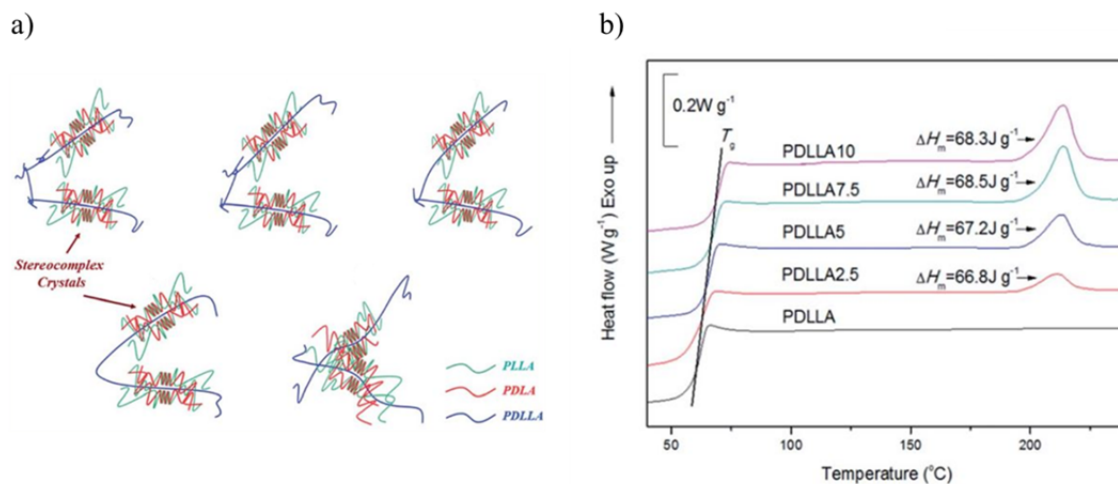 a)
Stereocomplex
Crystals
PLLA
PDLA
PDLLA
b)
Heat flow (W g⁻¹) Exo up
0.2W g⁻¹
Tg
PDLLA10
ΔHm=68.3J g⁻¹
PDLLA7.5
ΔHm=68.5J g⁻¹
PDLLA5
ΔHm=67.2J g⁻¹
PDLLA2.5
ΔHm=66.8J g⁻¹
PDLLA
50 100 150 200
Temperature (°C)